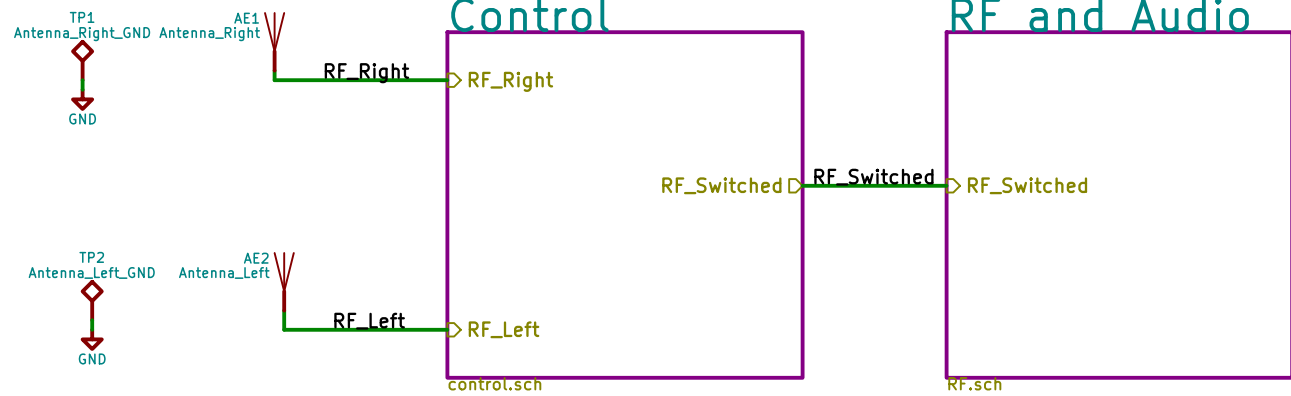 Control
RF and Audio
TP1
Antenna_Right_GND
AE1
Antenna_Right
RF_Right
RF_Right
GND
RF_Switched
RF_Switched
RF_Switched
TP2
Antenna_Left_GND
AE2
Antenna_Left
RF_Left
RF_Left
GND
control.sch
RF.sch